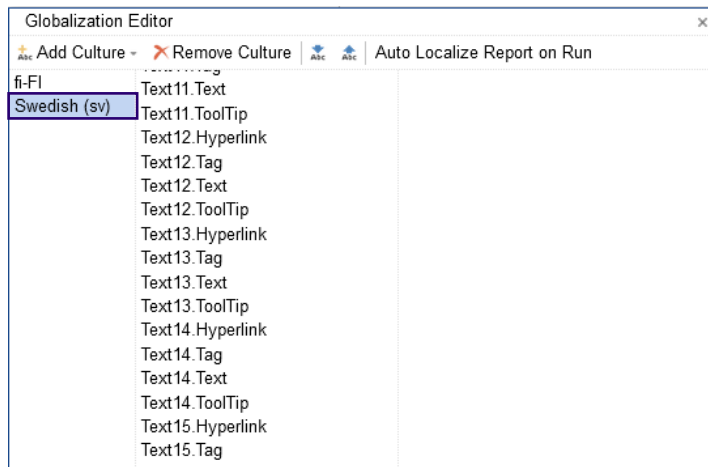 Globalization Editor
Add Culture Remove Culture Auto Localize Report on Run
fi-FI
Swedish (sv)
Text11.Text
Text11.ToolTip
Text12.Hyperlink
Text12.Tag
Text12.Text
Text12.ToolTip
Text13.Hyperlink
Text13.Tag
Text13.Text
Text13.ToolTip
Text14.Hyperlink
Text14.Tag
Text14.Text
Text14.ToolTip
Text15.Hyperlink
Text15.Tag